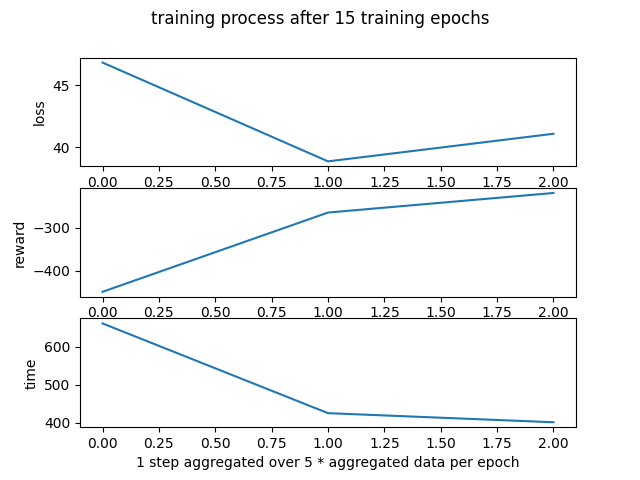 training process after 15 training epochs
45
40
loss
0.00 0.25 0.50 0.75 1.00 1.25 1.50 1.75 2.00
−300
−400
reward
0.00 0.25 0.50 0.75 1.00 1.25 1.50 1.75 2.00
600
500
400
time
0.00 0.25 0.50 0.75 1.00 1.25 1.50 1.75 2.00
1 step aggregated over 5 * aggregated data per epoch